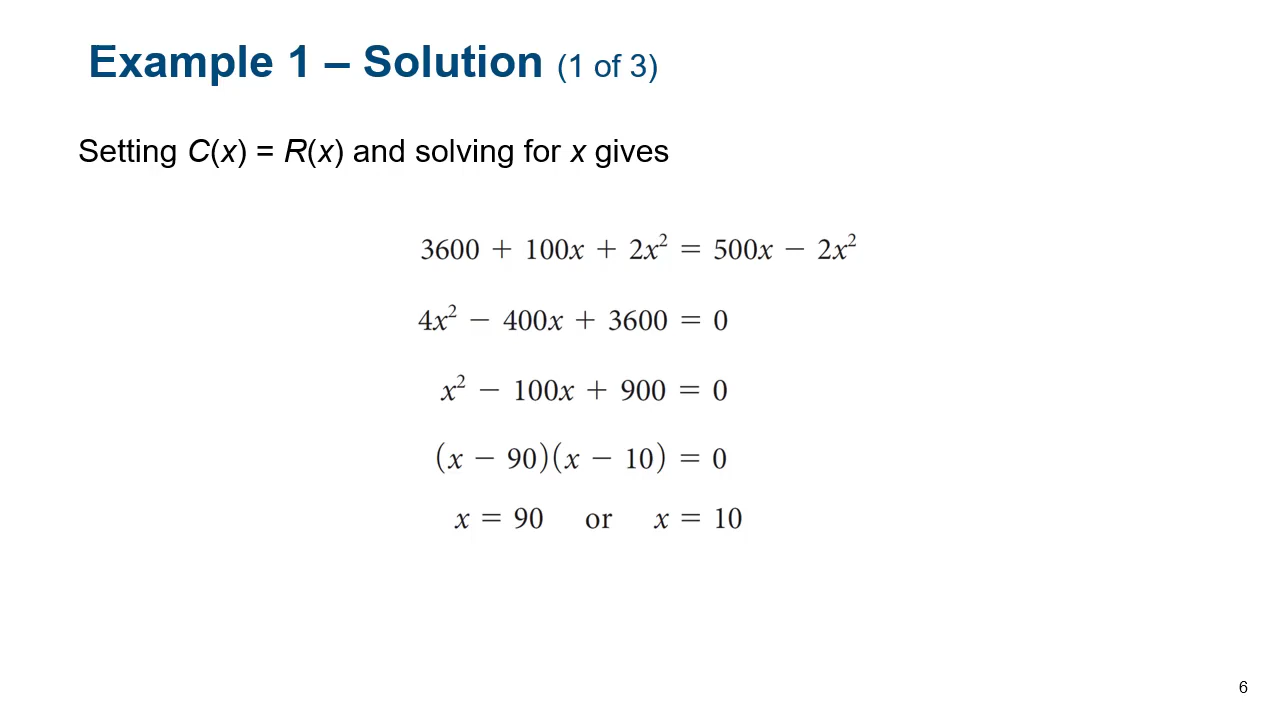 Example 1 – Solution (1 of 3)
Setting C(x) = R(x) and solving for x gives
3600 + 100x + 2x² = 500x − 2x²
4x² − 400x + 3600 = 0
x² − 100x + 900 = 0
(x − 90)(x − 10) = 0
x = 90 or x = 10
6